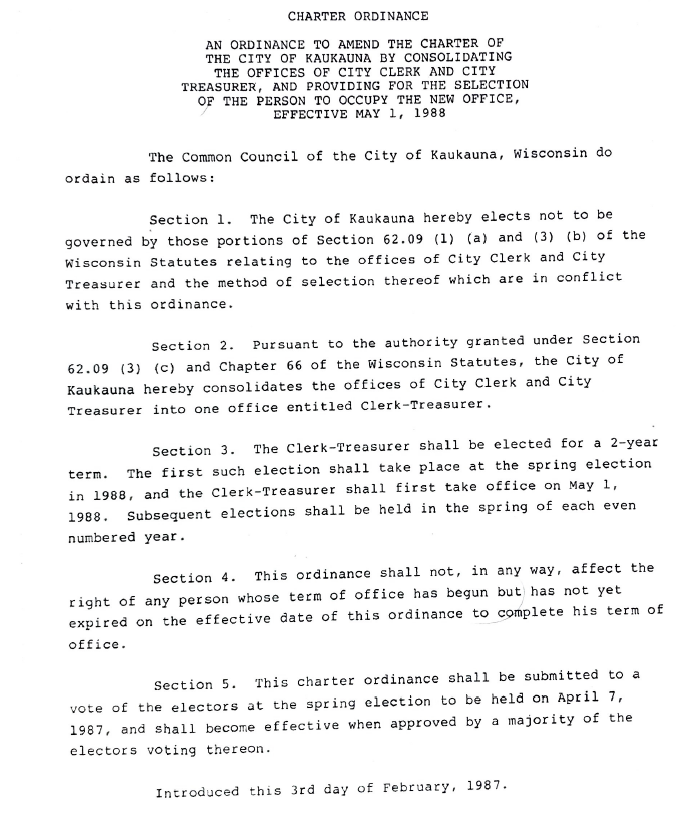 CHARTER ORDINANCE
AN ORDINANCE TO AMEND THE CHARTER OF
THE CITY OF KAUKAUNA BY CONSOLIDATING
THE OFFICES OF CITY CLERK AND CITY
TREASURER, AND PROVIDING FOR THE SELECTION
OF THE PERSON TO OCCUPY THE NEW OFFICE,
EFFECTIVE MAY 1, 1988
The Common Council of the City of Kaukauna, Wisconsin do
ordain as follows:
Section 1. The City of Kaukauna hereby elects not to be
governed by those portions of Section 62.09 (1) (a) and (3) (b) of the
Wisconsin Statutes relating to the offices of City Clerk and City
Treasurer and the method of selection thereof which are in conflict
with this ordinance.
Section 2. Pursuant to the authority granted under Section
62.09 (3) (c) and Chapter 66 of the Wisconsin Statutes, the City of
Kaukauna hereby consolidates the offices of City Clerk and City
Treasurer into one office entitled Clerk-Treasurer.
Section 3. The Clerk-Treasurer shall be elected for a 2-year
term. The first such election shall take place at the spring election
in 1988, and the Clerk-Treasurer shall first take office on May 1,
1988. Subsequent elections shall be held in the spring of each even
numbered year.
Section 4. This ordinance shall not, in any way, affect the
right of any person whose term of office has begun but has not yet
expired on the effective date of this ordinance to complete his term of
office.
Section 5. This charter ordinance shall be submitted to a
vote of the electors at the spring election to be held on April 7,
1987, and shall become effective when approved by a majority of the
electors voting thereon.
Introduced this 3rd day of February, 1987.